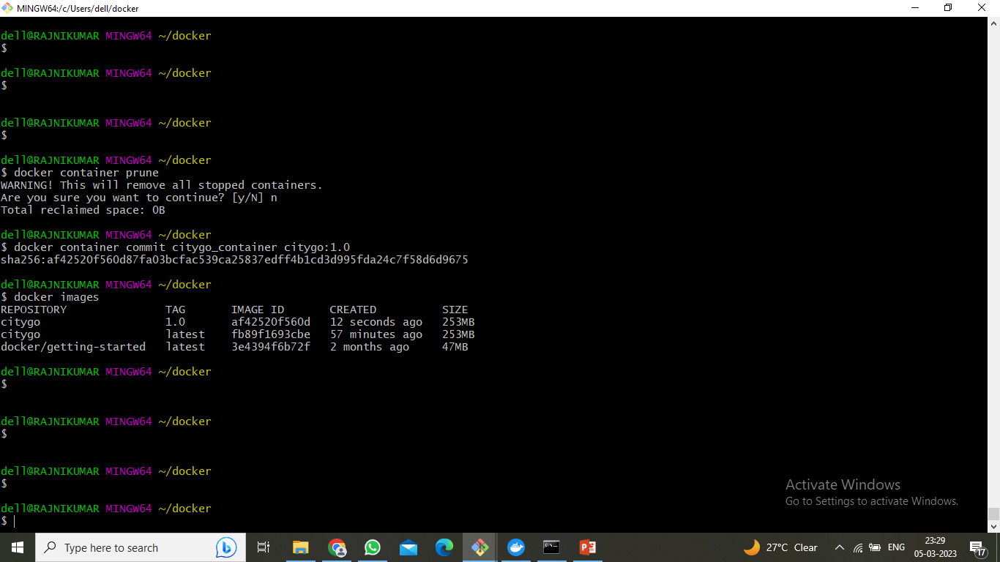 MINGW64:/c/Users/dell/docker
dell@RAJNIKUMAR MINGW64 ~/docker
$
dell@RAJNIKUMAR MINGW64 ~/docker
$
dell@RAJNIKUMAR MINGW64 ~/docker
$
dell@RAJNIKUMAR MINGW64 ~/docker
$ docker container prune
WARNING! This will remove all stopped containers.
Are you sure you want to continue? [y/N] n
Total reclaimed space: 0B
dell@RAJNIKUMAR MINGW64 ~/docker
$ docker container commit citygo_container citygo:1.0
sha256:af42520f560d87fa03bcfac539ca25837edff4b1cd3d995fda24c7f58d6d9675
dell@RAJNIKUMAR MINGW64 ~/docker
$ docker images
REPOSITORY TAG IMAGE ID CREATED SIZE
citygo 1.0 af42520f560d 12 seconds ago 253MB
citygo latest fb89f1693cbe 57 minutes ago 253MB
docker/getting-started latest 3e4394f6b72f 2 months ago 47MB
dell@RAJNIKUMAR MINGW64 ~/docker
$
dell@RAJNIKUMAR MINGW64 ~/docker
$
dell@RAJNIKUMAR MINGW64 ~/docker
$
dell@RAJNIKUMAR MINGW64 ~/docker
$
Activate Windows
Go to Settings to activate Windows.
Type here to search
27°C Clear
ENG
23:29
05-03-2023
17